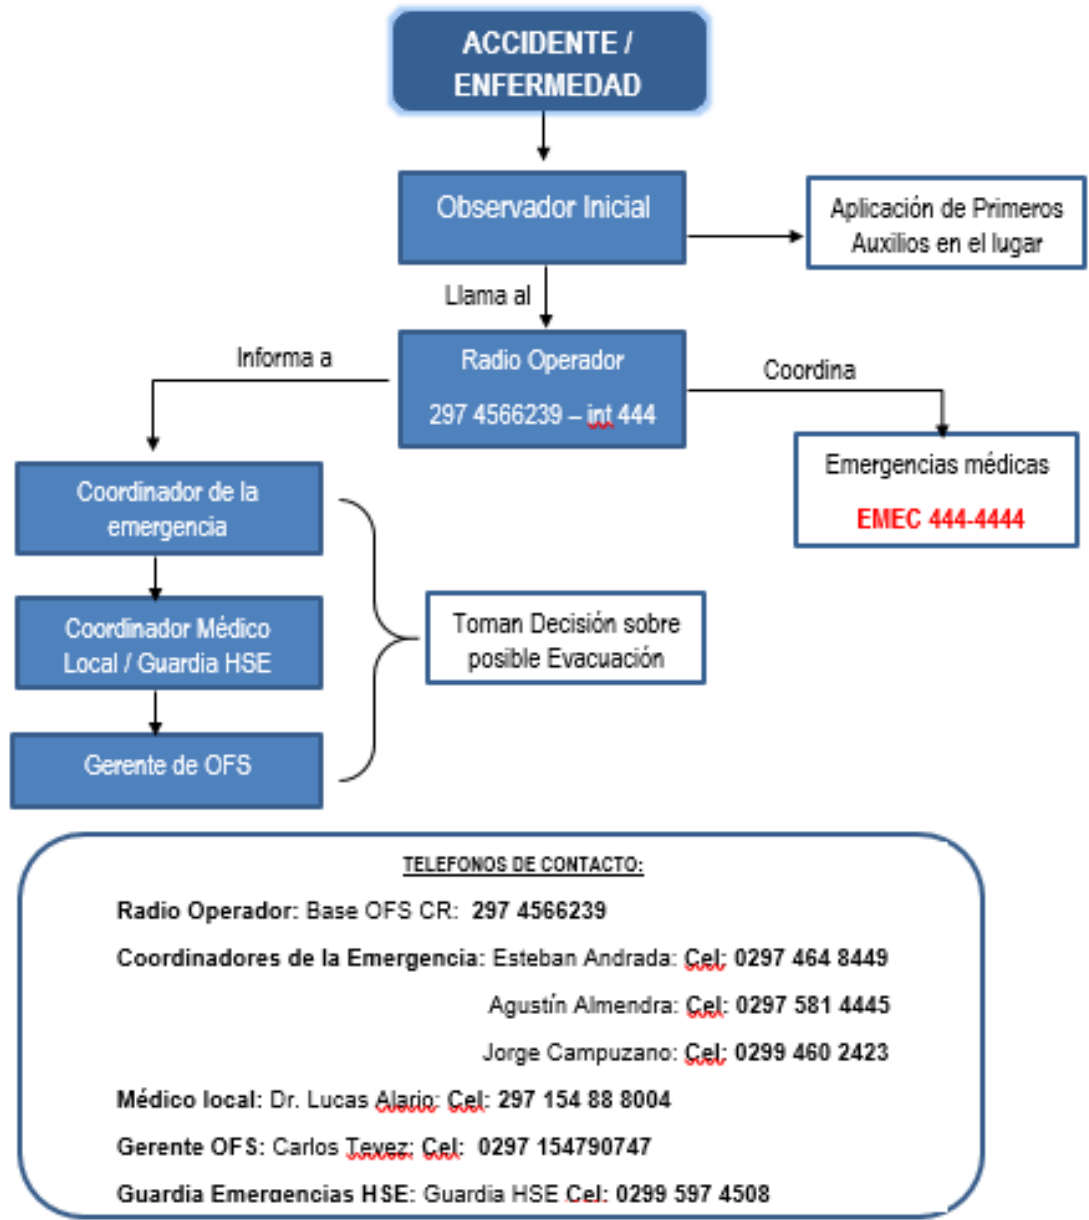 ACCIDENTE /
ENFERMEDAD
Observador Inicial
Aplicación de Primeros
Auxilios en el lugar
Llama al
Informa a
Radio Operador
297 4566239 – int 444
Coordina
Emergencias médicas
EMEC 444-4444
Coordinador de la
emergencia
Coordinador Médico
Local / Guardia HSE
Gerente de OFS
Toman Decisión sobre
posible Evacuación
TELEFONOS DE CONTACTO:
Radio Operador: Base OFS CR: 297 4566239
Coordinadores de la Emergencia: Esteban Andrada: Cel: 0297 464 8449
Agustín Almendra: Cel: 0297 581 4445
Jorge Campuzano: Cel: 0299 460 2423
Médico local: Dr. Lucas Alario: Cel: 297 154 88 8004
Gerente OFS: Carlos Tevez: Cel: 0297 154790747
Guardia Emergencias HSE: Guardia HSE Cel: 0299 597 4508